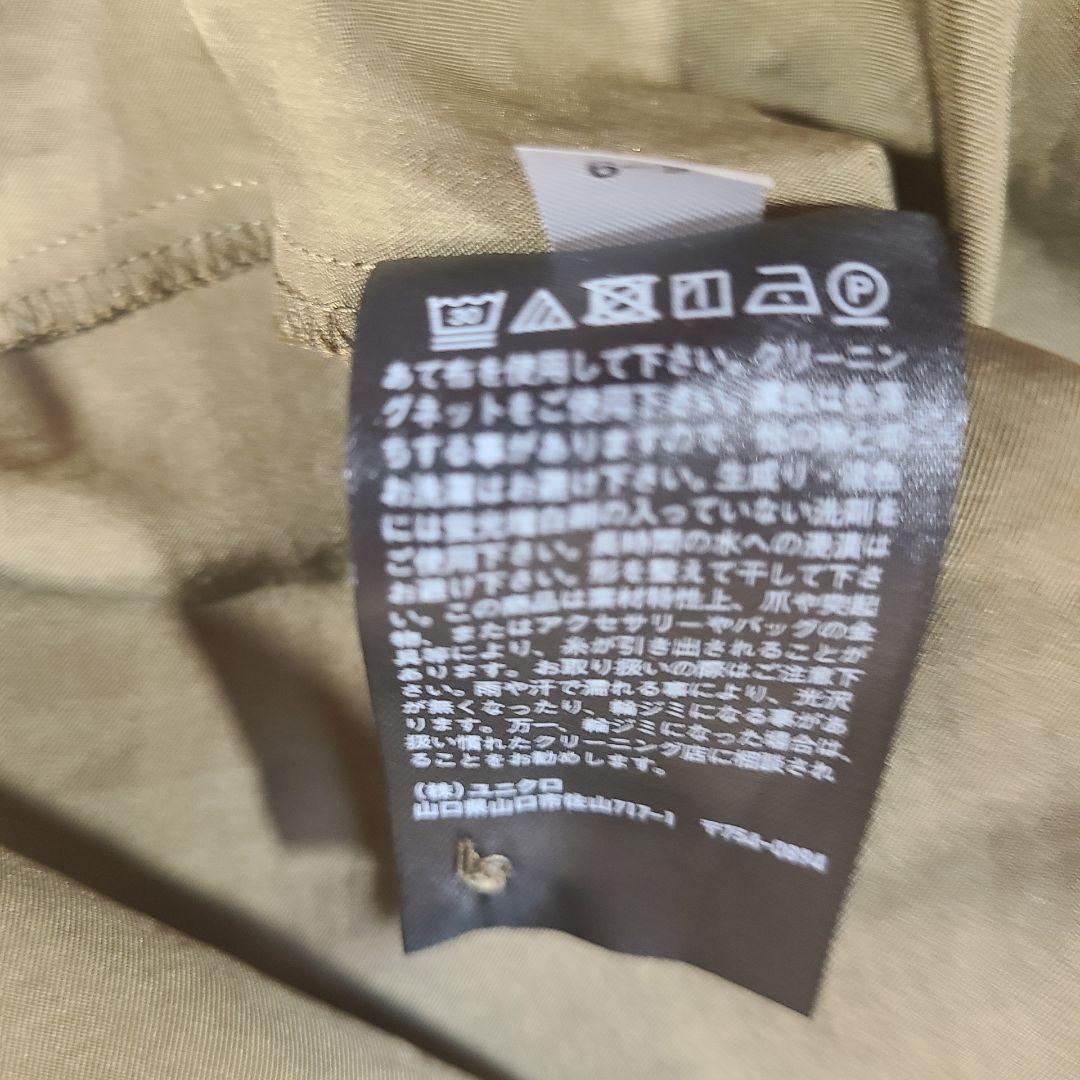 30 P
あて布を使用して下さい。クリーニン
グネットをご使用下さい。濃色は色落
ちする事がありますので、他の物との
お洗濯はお避け下さい。生成り・淡色
には蛍光増白剤の入っていない洗剤を
ご使用下さい。長時間の水への浸漬は
お避け下さい。形を整えて干して下さ
い。この商品は素材特性上、爪や突起
物、またはアクセサリーやバッグの金
具等により、糸が引き出されることが
あります。お取り扱いの際はご注意下
さい。雨や汗で濡れる事により、光沢
が無くなったり、輪ジミになる事があ
ります。万一、輪ジミになった場合は、
扱い慣れたクリーニング店に相談され
ることをお勧めします。
(株)ユニクロ
山口県山口市佐山717-1 〒754-0894